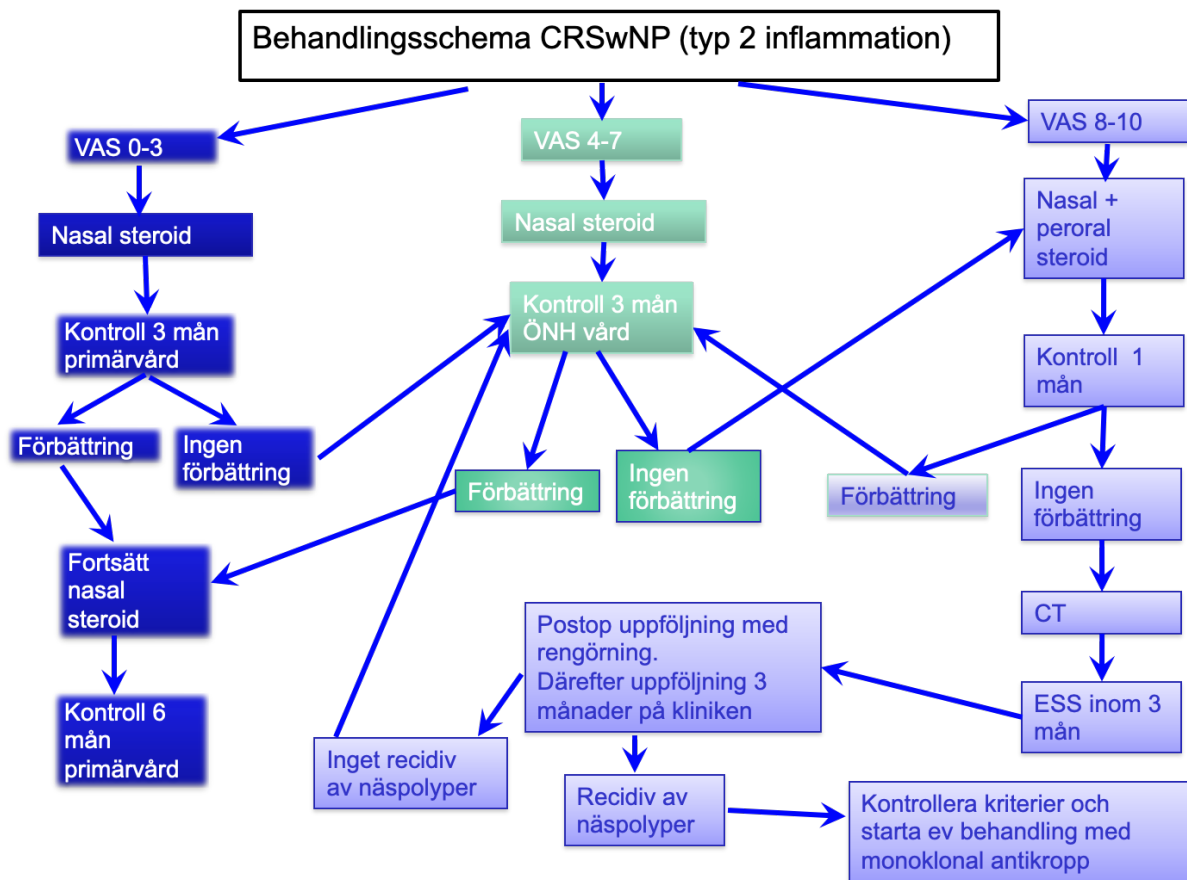 Behandlingsschema CRSwNP (typ 2 inflammation)
VAS 0-3
Nasal steroid
Kontroll 3 mån
primärvård
Förbättring
Ingen
förbättring
Fortsätt
nasal
steroid
Kontroll 6
mån
primärvård
VAS 4-7
Nasal steroid
Kontroll 3 mån
ÖNH vård
Förbättring
Ingen
förbättring
VAS 8-10
Nasal +
peroral
steroid
Kontroll 1
mån
Förbättring
Ingen
förbättring
CT
ESS inom 3
mån
Postop uppföljning med
rengörning.
Därefter uppföljning 3
månader på kliniken
Inget recidiv
av näspolyper
Recidiv av
näspolyper
Kontrollera kriterier och
starta ev behandling med
monoklonal antikropp